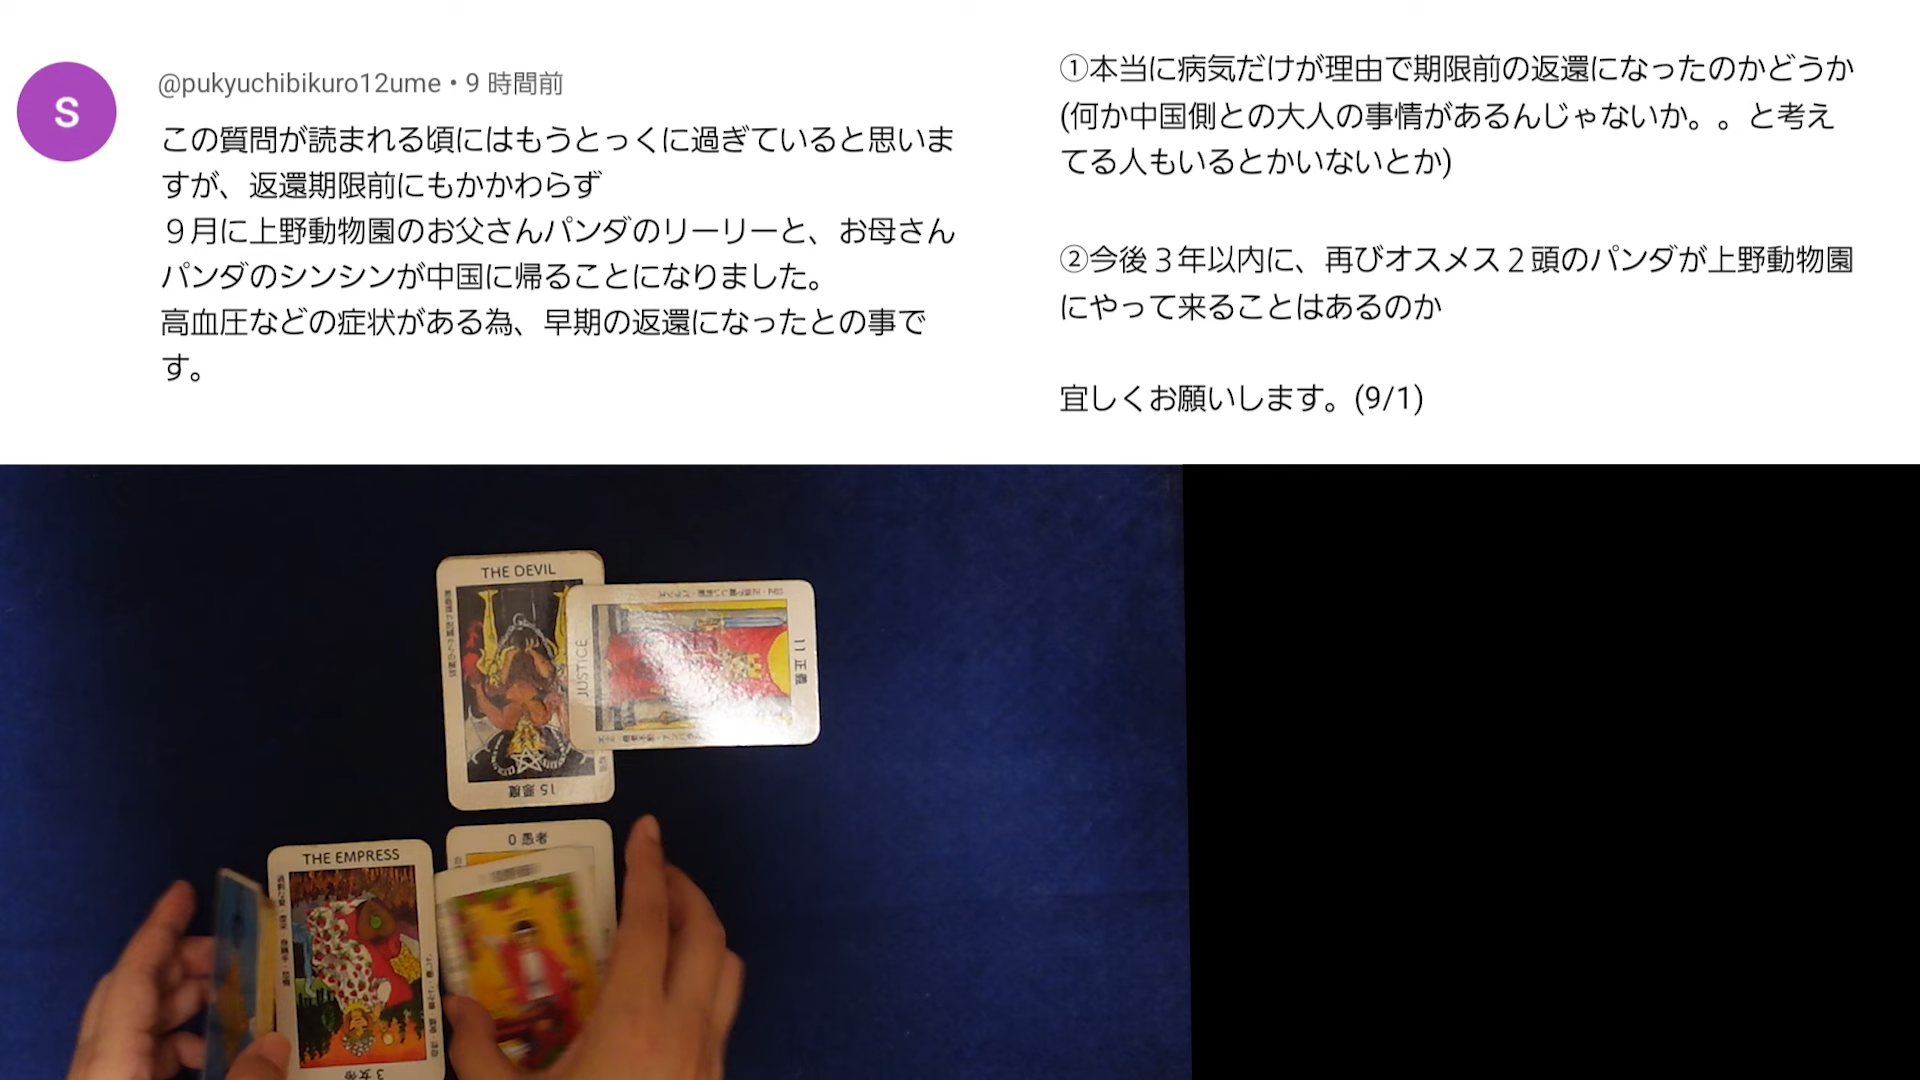 S
@pukyuchibikuro12ume • 9 時間前
この質問が読まれる頃にはもうとっくに過ぎていると思いま
すが、返還期限前にもかかわらず
９月に上野動物園のお父さんパンダのリーリーと、お母さん
パンダのシンシンが中国に帰ることになりました。
高血圧などの症状がある為、早期の返還になったとの事で
す。
①本当に病気だけが理由で期限前の返還になったのかどうか
(何か中国側との大人の事情があるんじゃないか。。と考え
てる人もいるとかいないとか)
②今後３年以内に、再びオスメス２頭のパンダが上野動物園
にやって来ることはあるのか
宜しくお願いします。(9/1)
THE DEVIL
15 悪魔
JUSTICE
11 正義
0 愚者
THE EMPRESS
3 女帝